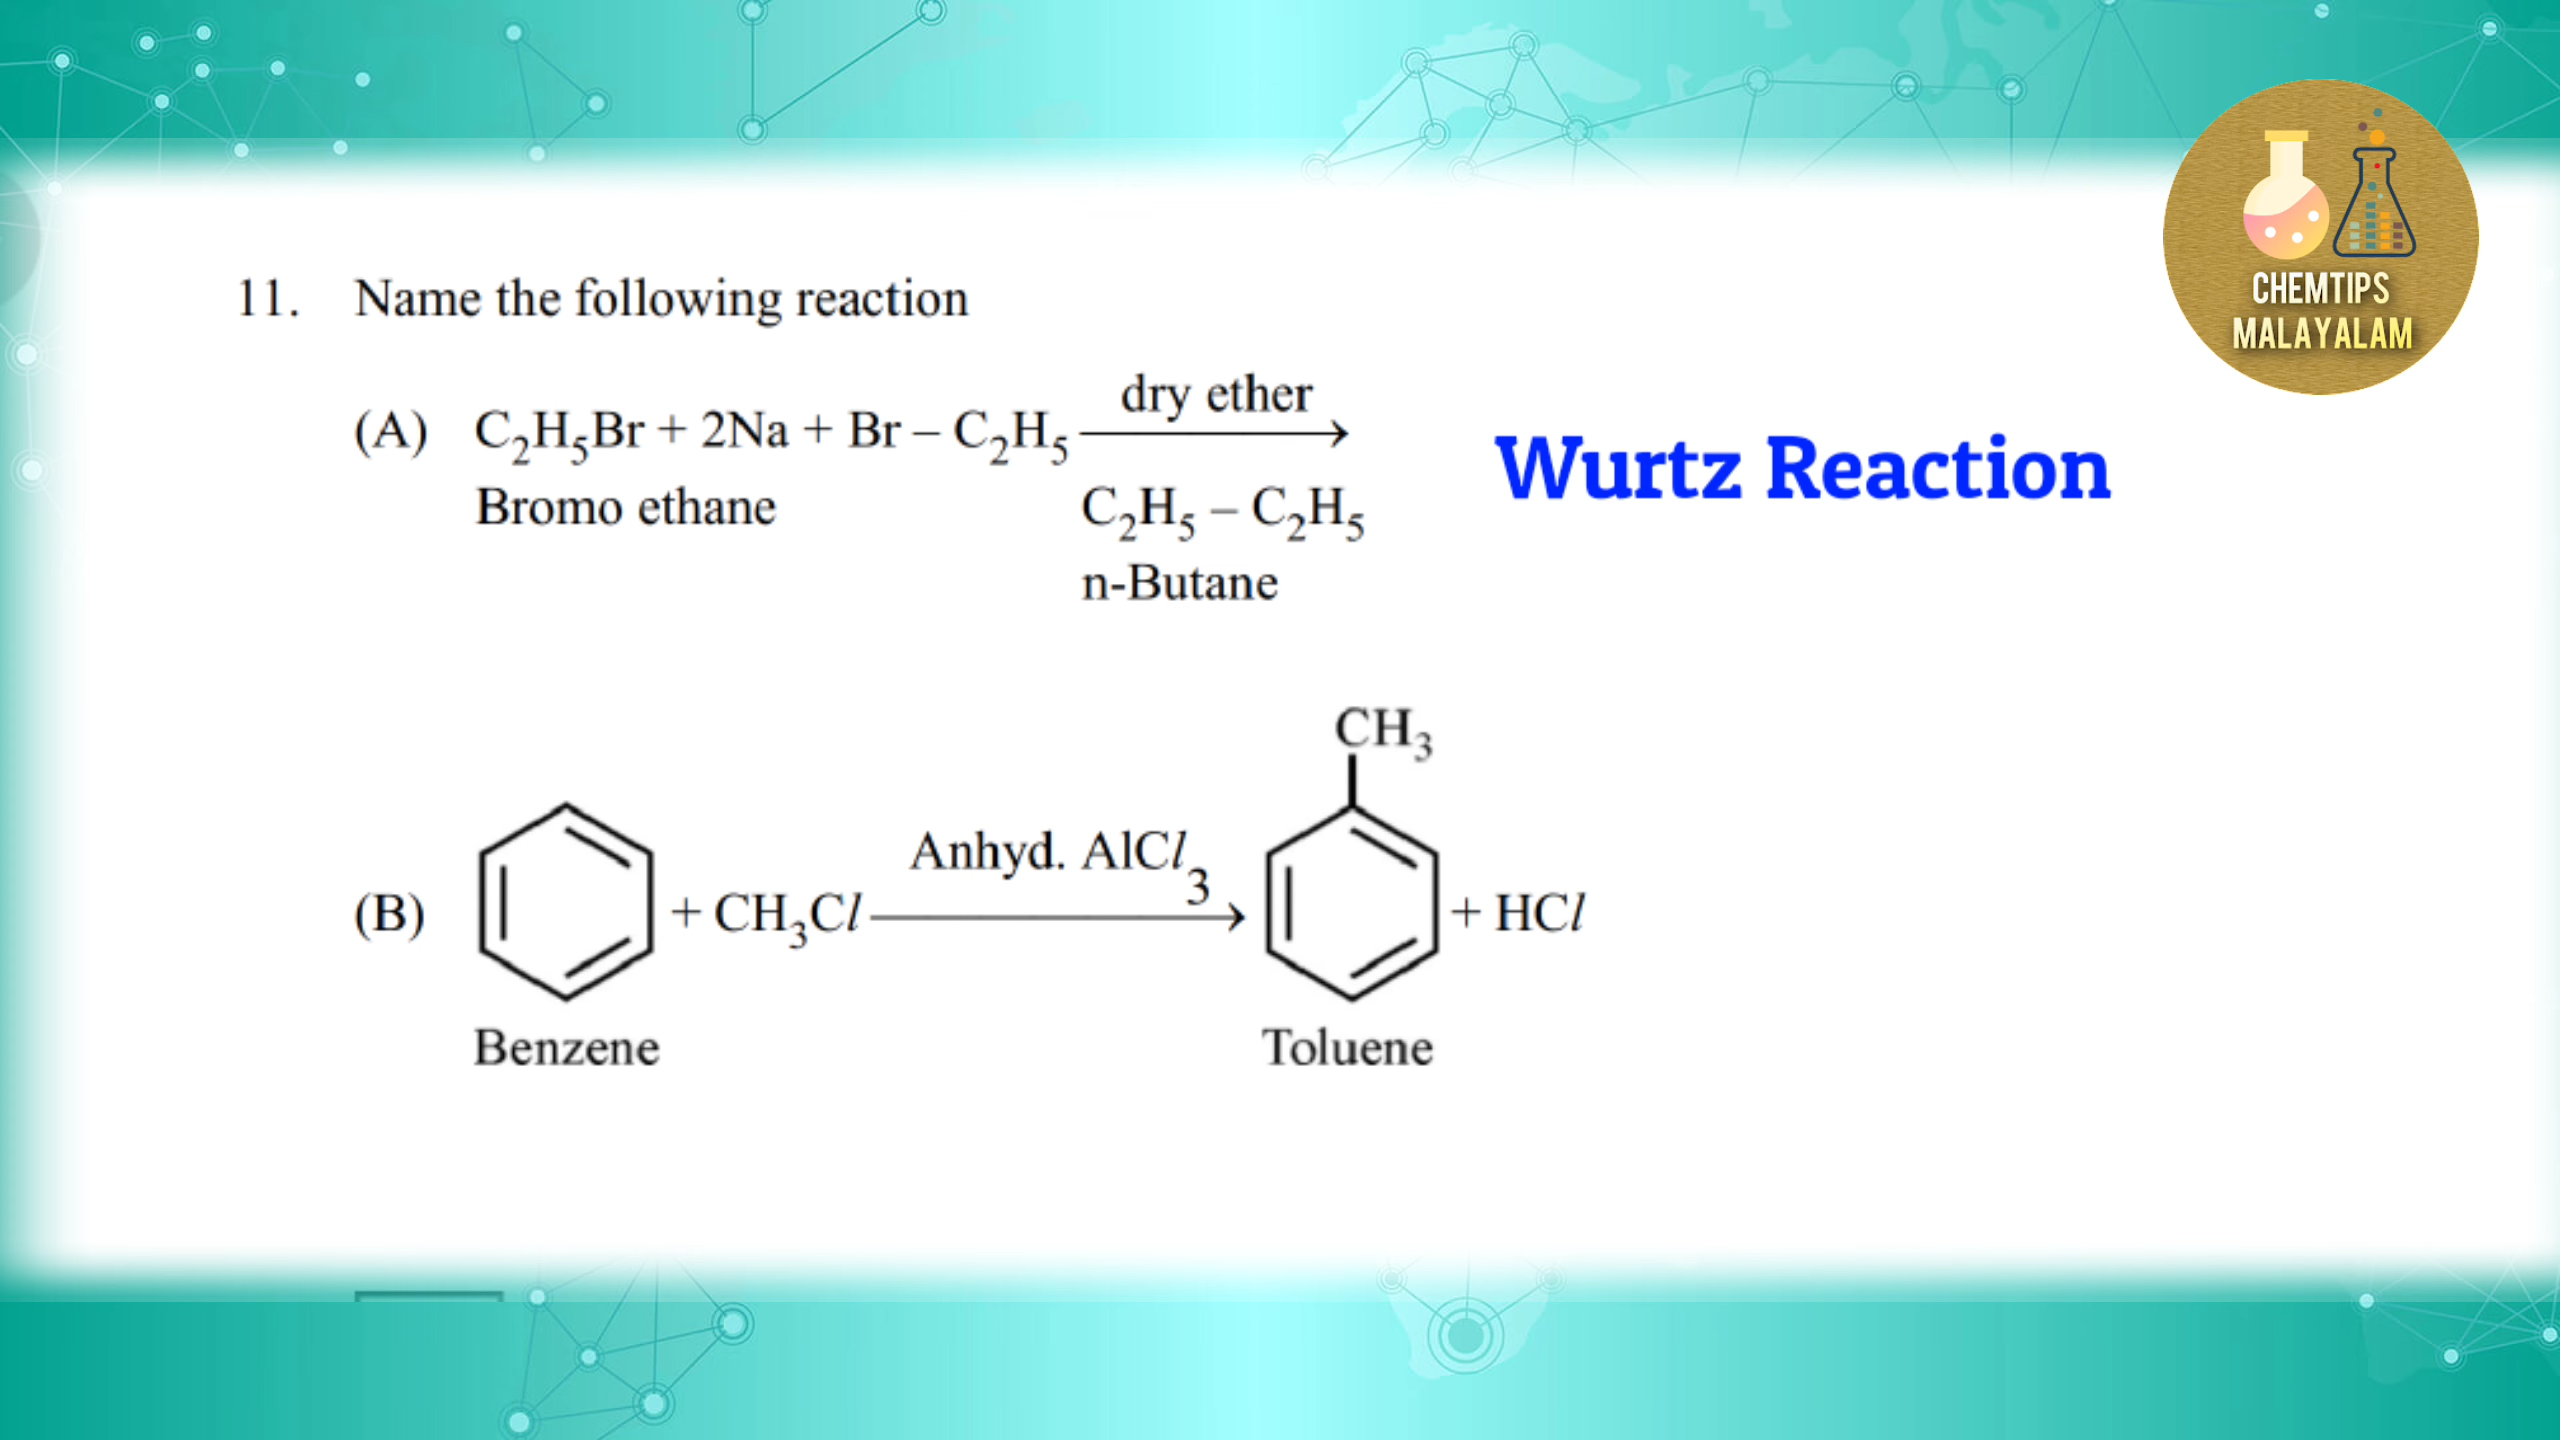 11. Name the following reaction
dry ether
(A) C₂H₅Br + 2Na + Br – C₂H₅
Bromo ethane
C₂H₅ – C₂H₅
n-Butane
Wurtz Reaction
CHEMTIPS
MALAYALAM
CH₃
Anhyd. AlCl₃
(B) + CH₃Cl + HCl
Benzene Toluene